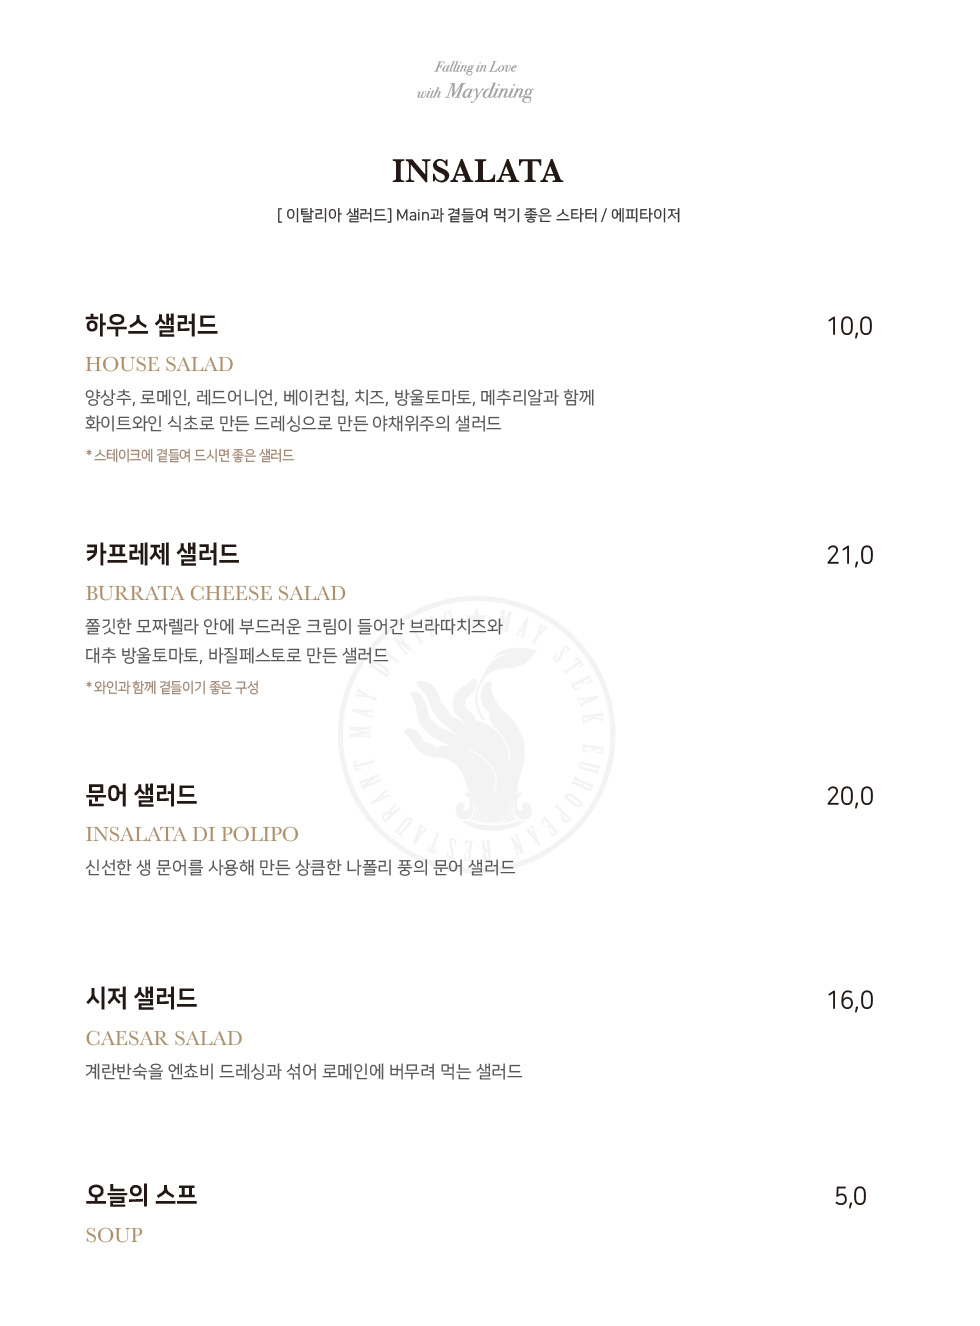 Falling in Love
with Maydining
INSALATA
[ 이탈리아 샐러드] Main과 곁들여 먹기 좋은 스타터 / 에피타이저
하우스 샐러드 10,0
HOUSE SALAD
양상추, 로메인, 레드어니언, 베이컨칩, 치즈, 방울토마토, 메추리알과 함께
화이트와인 식초로 만든 드레싱으로 만든 야채위주의 샐러드
* 스테이크에 곁들여 드시면 좋은 샐러드
카프레제 샐러드 21,0
BURRATA CHEESE SALAD
쫄깃한 모짜렐라 안에 부드러운 크림이 들어간 브라따치즈와
대추 방울토마토, 바질페스토로 만든 샐러드
* 와인과 함께 곁들이기 좋은 구성
MAY DINING ★ MAY STEAK EUROPEAN RESTAURANT
문어 샐러드 20,0
INSALATA DI POLIPO
신선한 생 문어를 사용해 만든 상큼한 나폴리 풍의 문어 샐러드
시저 샐러드 16,0
CAESAR SALAD
계란반숙을 엔쵸비 드레싱과 섞어 로메인에 버무려 먹는 샐러드
오늘의 스프 5,0
SOUP